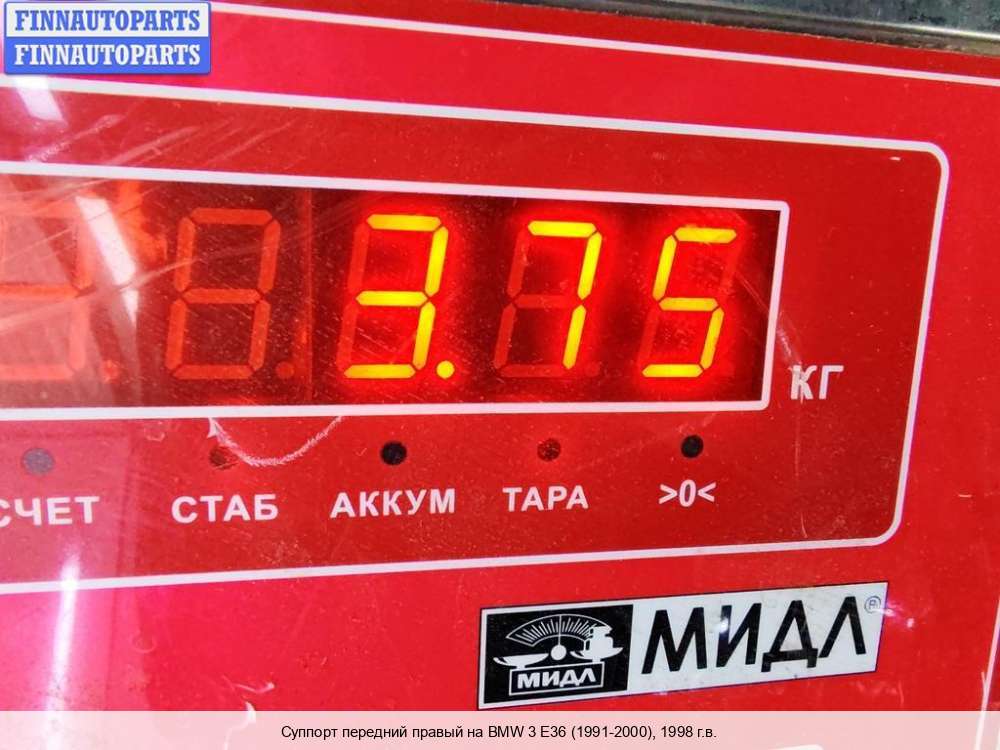 FINNAUTOPARTS
FINNAUTOPARTS
3.75
КГ
СЧЕТ СТАБ АККУМ ТАРА >0<
МИДЛ
МИДЛ®
Суппорт передний правый на BMW 3 E36 (1991-2000), 1998 г.в.